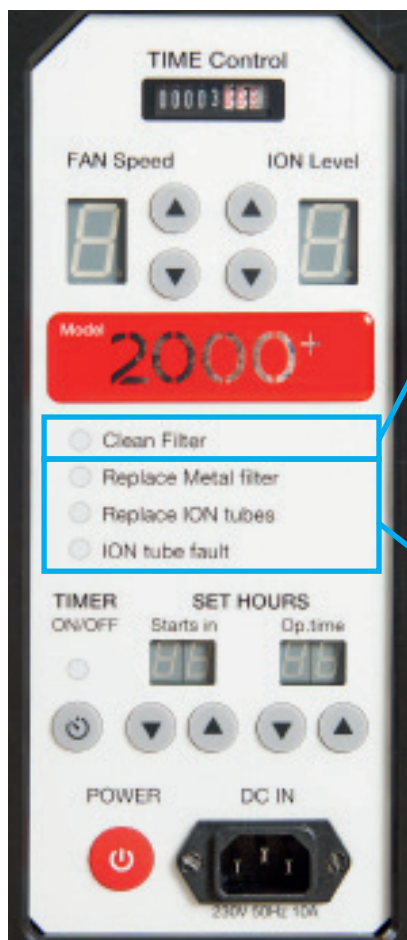 TIME Control
00003
FAN Speed
ION Level
Model
2000+
Clean Filter
Replace Metal filter
Replace ION tubes
ION tube fault
TIMER
SET HOURS
ON/OFF
Starts in
Op.time
POWER
DC IN
230V 50Hz 10A